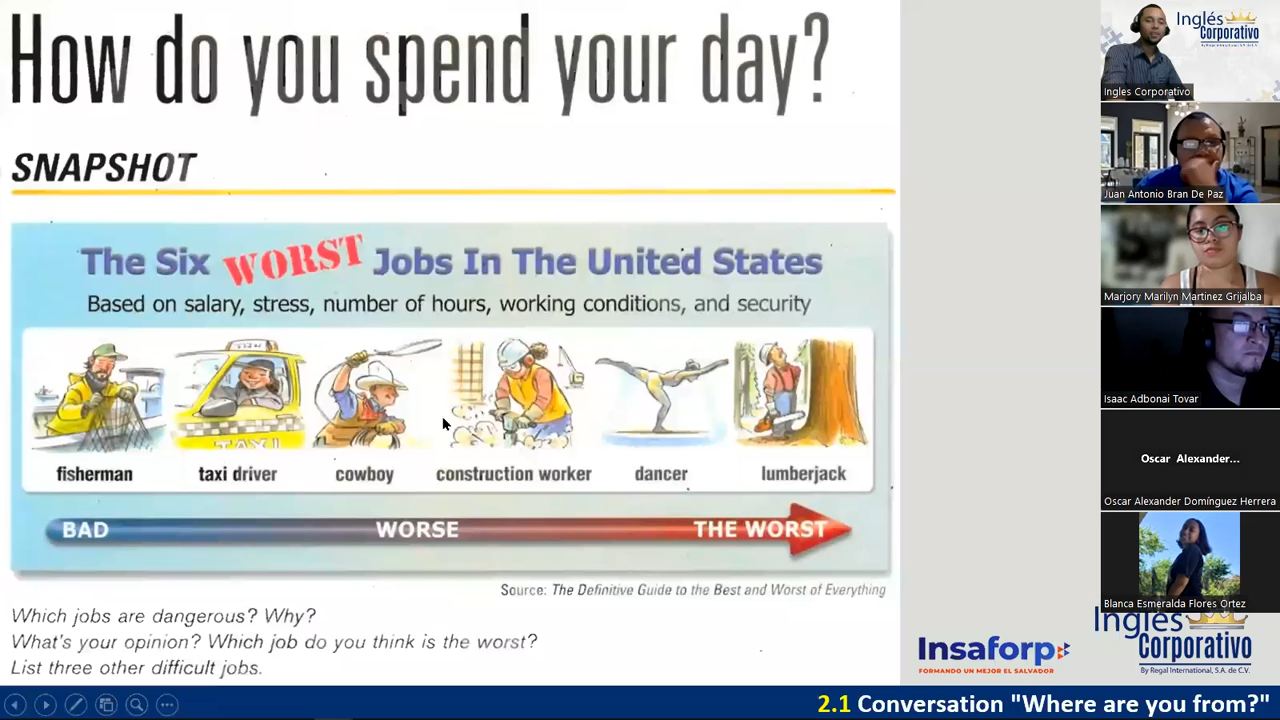 How do you spend your day?
SNAPSHOT
The Six WORST Jobs In The United States
Based on salary, stress, number of hours, working conditions, and security
TAXI
TAXI
fisherman
taxi driver
cowboy
construction worker
dancer
lumberjack
BAD
WORSE
THE WORST
Source: The Definitive Guide to the Best and Worst of Everything
Which jobs are dangerous? Why?
What's your opinion? Which job do you think is the worst?
List three other difficult jobs.
Inglés
Corporativo
By Regal International, S.A. de C.V.
Ingles Corporativo
Juan Antonio Bran De Paz
Marjory Marilyn Martinez Grijalba
Isaac Adbonai Tovar
Oscar Alexander...
Oscar Alexander Domínguez Herrera
Blanca Esmeralda Flores Ortez
Insaforp
FORMANDO UN MEJOR EL SALVADOR
Inglés
Corporativo
By Regal International, S.A. de C.V.
2.1 Conversation "Where are you from?"